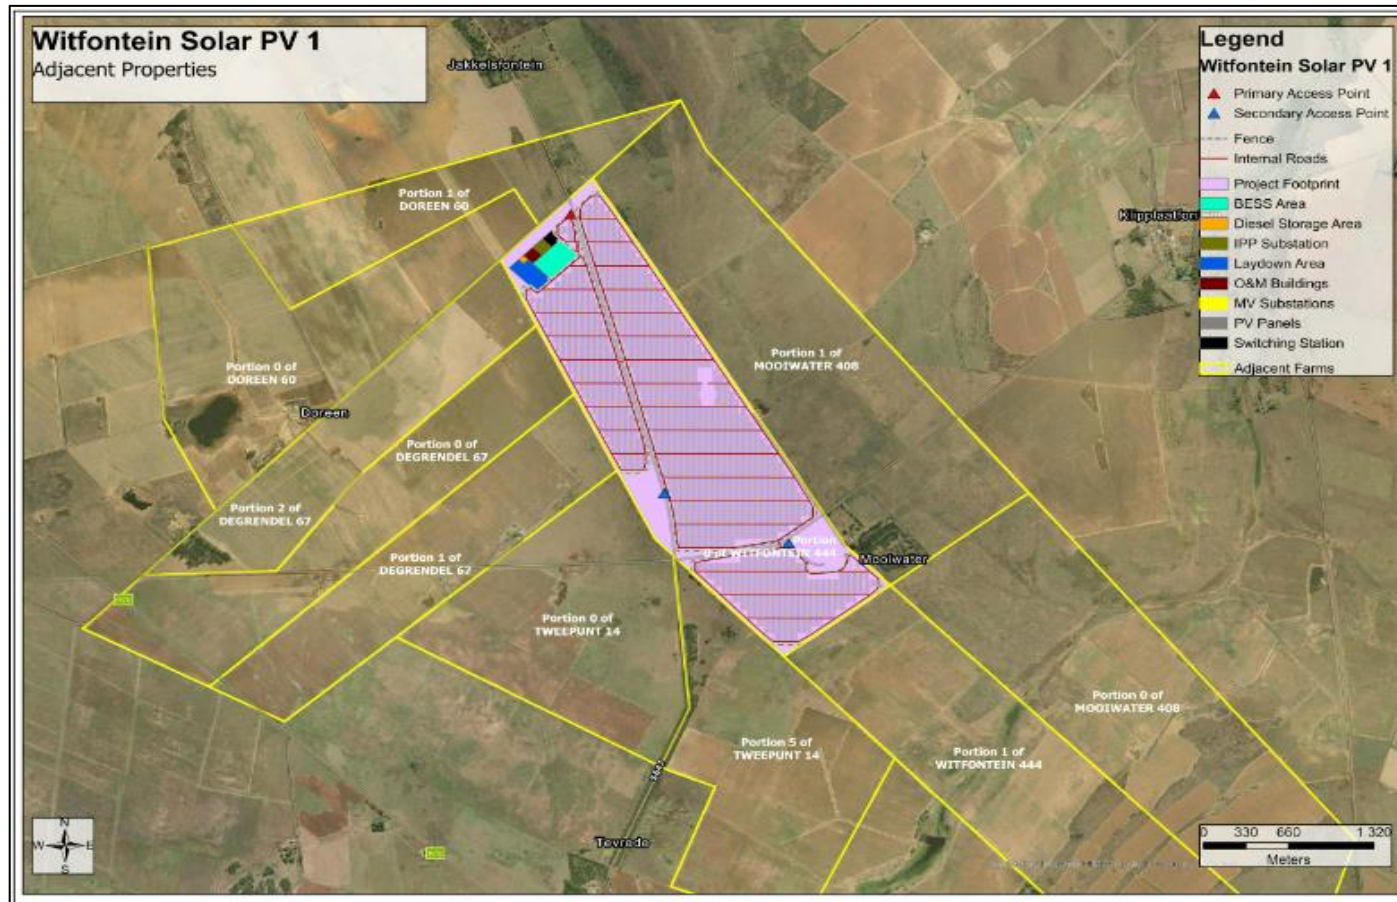 Witfontein Solar PV 1
Adjacent Properties
Jakkelsfontein
Legend
Witfontein Solar PV 1
Primary Access Point
Secondary Access Point
Fence
Internal Roads
Project Footprint
BESS Area
Diesel Storage Area
IPP Substation
Laydown Area
O&M Buildings
MV Substations
PV Panels
Switching Station
Adjacent Farms
Portion 1 of
DOREEN 60
Portion 1 of
MOOIWATER 408
Portion 0 of
DOREEN 60
Doreen
Portion 0 of
DEGRENDEL 67
Portion 2 of
DEGRENDEL 67
Portion 1 of
DEGRENDEL 67
Portion
0 of WITFONTEIN 444
Mooiwater
Portion 0 of
TWEEPUNT 14
Portion 0 of
MOOIWATER 408
Portion 5 of
TWEEPUNT 14
Portion 1 of
WITFONTEIN 444
Tevrede
N
W E
S
0 330 660 1 320
Meters